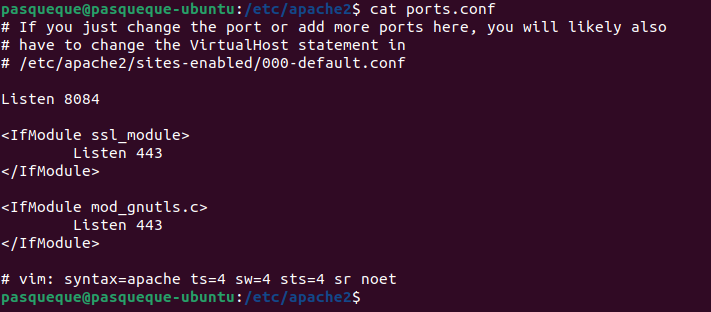 pasqueque@pasqueque-ubuntu:/etc/apache2$ cat ports.conf
# If you just change the port or add more ports here, you will likely also
# have to change the VirtualHost statement in
# /etc/apache2/sites-enabled/000-default.conf

Listen 8084

<IfModule ssl_module>
        Listen 443
</IfModule>

<IfModule mod_gnutls.c>
        Listen 443
</IfModule>

# vim: syntax=apache ts=4 sw=4 sts=4 sr noet
pasqueque@pasqueque-ubuntu:/etc/apache2$